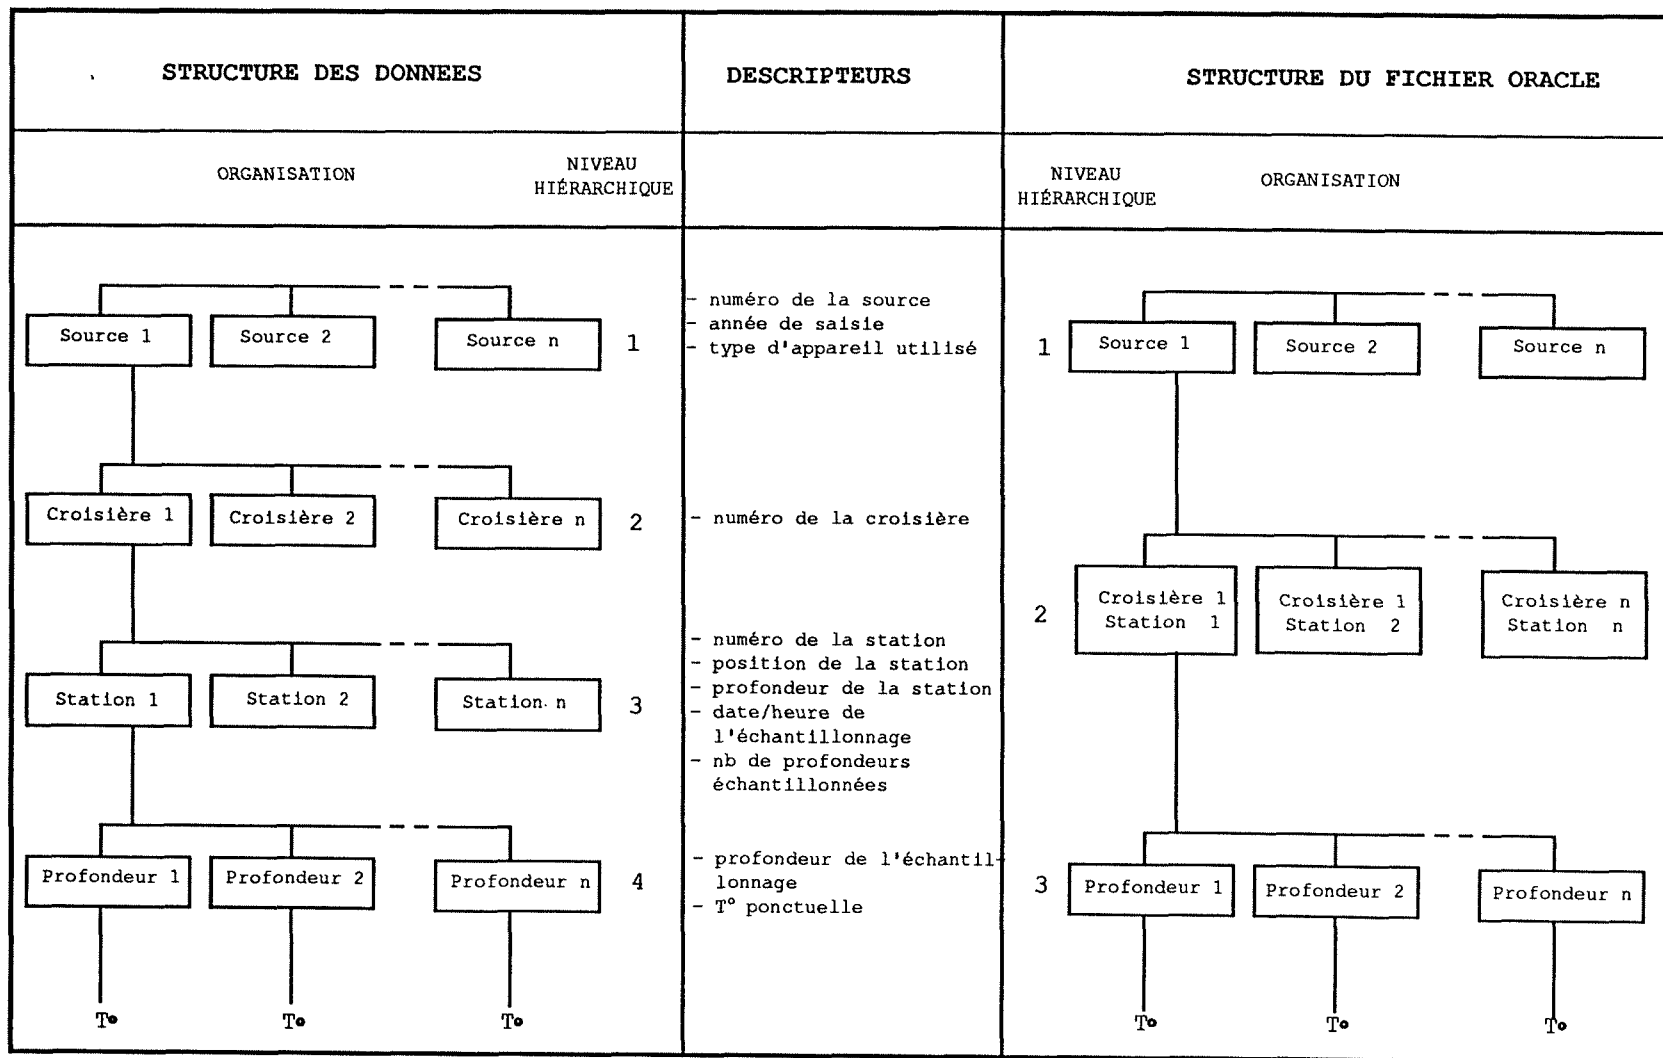 STRUCTURE DES DONNEES
DESCRIPTEURS
STRUCTURE DU FICHIER ORACLE
ORGANISATION
NIVEAU
HIÉRARCHIQUE
NIVEAU
HIÉRARCHIQUE
ORGANISATION
Source 1
Source 2
Source n
1
- numéro de la source
- année de saisie
- type d'appareil utilisé
1
Source 1
Source 2
Source n
Croisière 1
Croisière 2
Croisière n
2
- numéro de la croisière
2
Croisière 1
Station 1
Croisière 1
Station 2
Croisière n
Station n
Station 1
Station 2
Station n
3
- numéro de la station
- position de la station
- profondeur de la station
- date/heure de
l'échantillonnage
- nb de profondeurs
échantillonnées
Profondeur 1
Profondeur 2
Profondeur n
4
- profondeur de l'échantil-
lonnage
- T° ponctuelle
3
Profondeur 1
Profondeur 2
Profondeur n
T°
T°
T°
T°
T°
T°